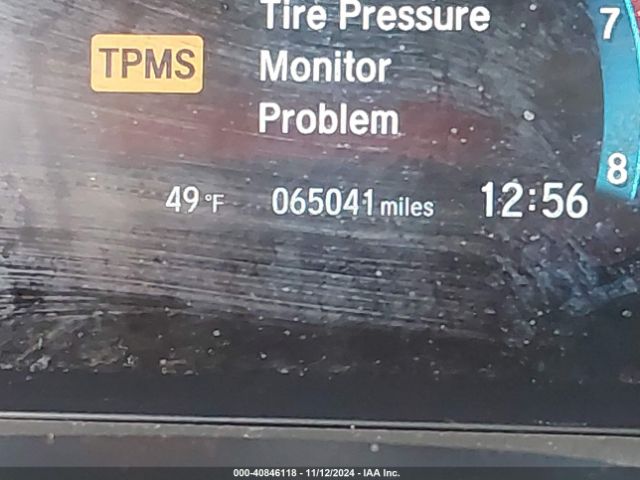 Tire Pressure
TPMS Monitor
Problem
7
8
49°F 065041 miles 12:56
000-40846118 - 11/12/2024 - IAA Inc.